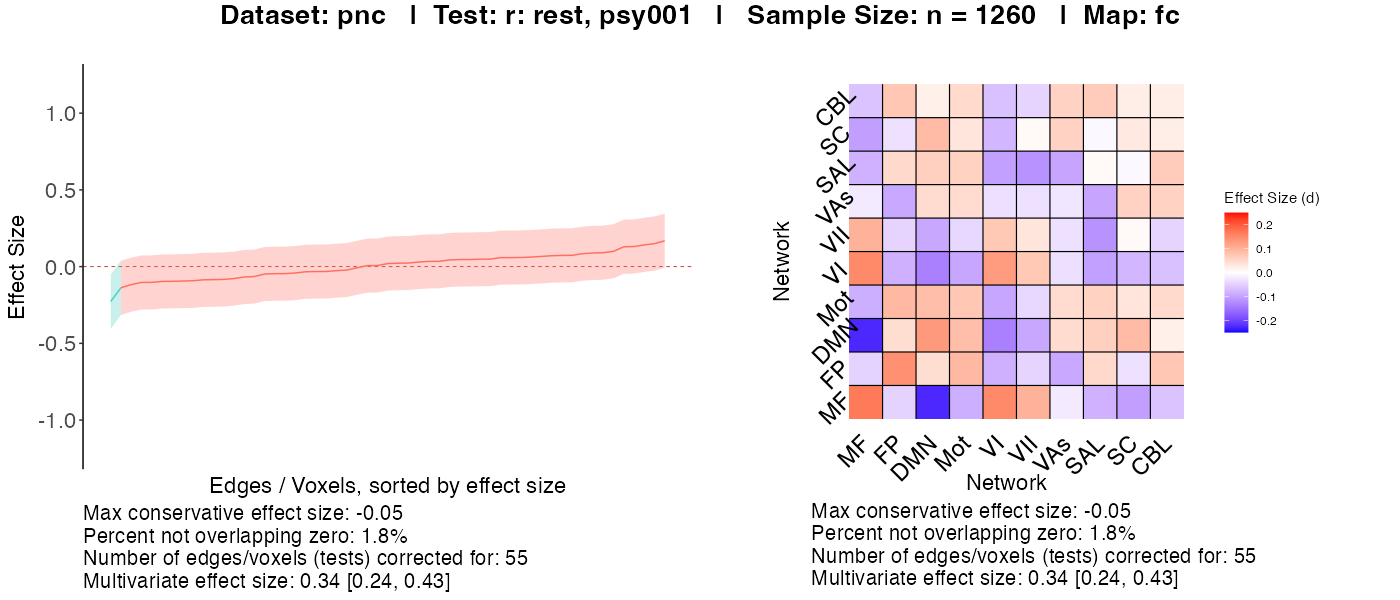 Dataset: pnc | Test: r: rest, psy001 | Sample Size: n = 1260 | Map: fc
Effect Size
1.0
0.5
0.0
-0.5
-1.0
Edges / Voxels, sorted by effect size
Max conservative effect size: -0.05
Percent not overlapping zero: 1.8%
Number of edges/voxels (tests) corrected for: 55
Multivariate effect size: 0.34 [0.24, 0.43]
Network
CBL
SC
SAL
VAs
VII
VI
Mot
DMN
FP
MF
MF
FP
DMN
Mot
VI
VII
VAs
SAL
SC
CBL
Network
Effect Size (d)
0.2
0.1
0.0
-0.1
-0.2
Max conservative effect size: -0.05
Percent not overlapping zero: 1.8%
Number of edges/voxels (tests) corrected for: 55
Multivariate effect size: 0.34 [0.24, 0.43]